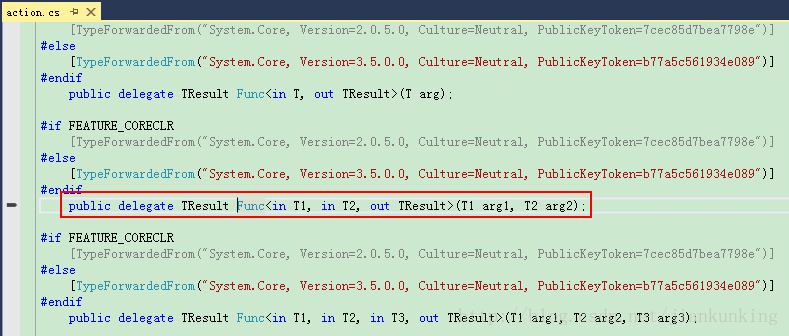 action.cs
[TypeForwardedFrom("System.Core, Version=2.0.5.0, Culture=Neutral, PublicKeyToken=7cec85d7bea7798e")]
#else
[TypeForwardedFrom("System.Core, Version=3.5.0.0, Culture=Neutral, PublicKeyToken=b77a5c561934e089")]
#endif
public delegate TResult Func<in T, out TResult>(T arg);
#if FEATURE_CORECLR
[TypeForwardedFrom("System.Core, Version=2.0.5.0, Culture=Neutral, PublicKeyToken=7cec85d7bea7798e")]
#else
[TypeForwardedFrom("System.Core, Version=3.5.0.0, Culture=Neutral, PublicKeyToken=b77a5c561934e089")]
#endif
public delegate TResult Func<in T1, in T2, out TResult>(T1 arg1, T2 arg2);
#if FEATURE_CORECLR
[TypeForwardedFrom("System.Core, Version=2.0.5.0, Culture=Neutral, PublicKeyToken=7cec85d7bea7798e")]
#else
[TypeForwardedFrom("System.Core, Version=3.5.0.0, Culture=Neutral, PublicKeyToken=b77a5c561934e089")]
#endif
public delegate TResult Func<in T1, in T2, in T3, out TResult>(T1 arg1, T2 arg2, T3 arg3);